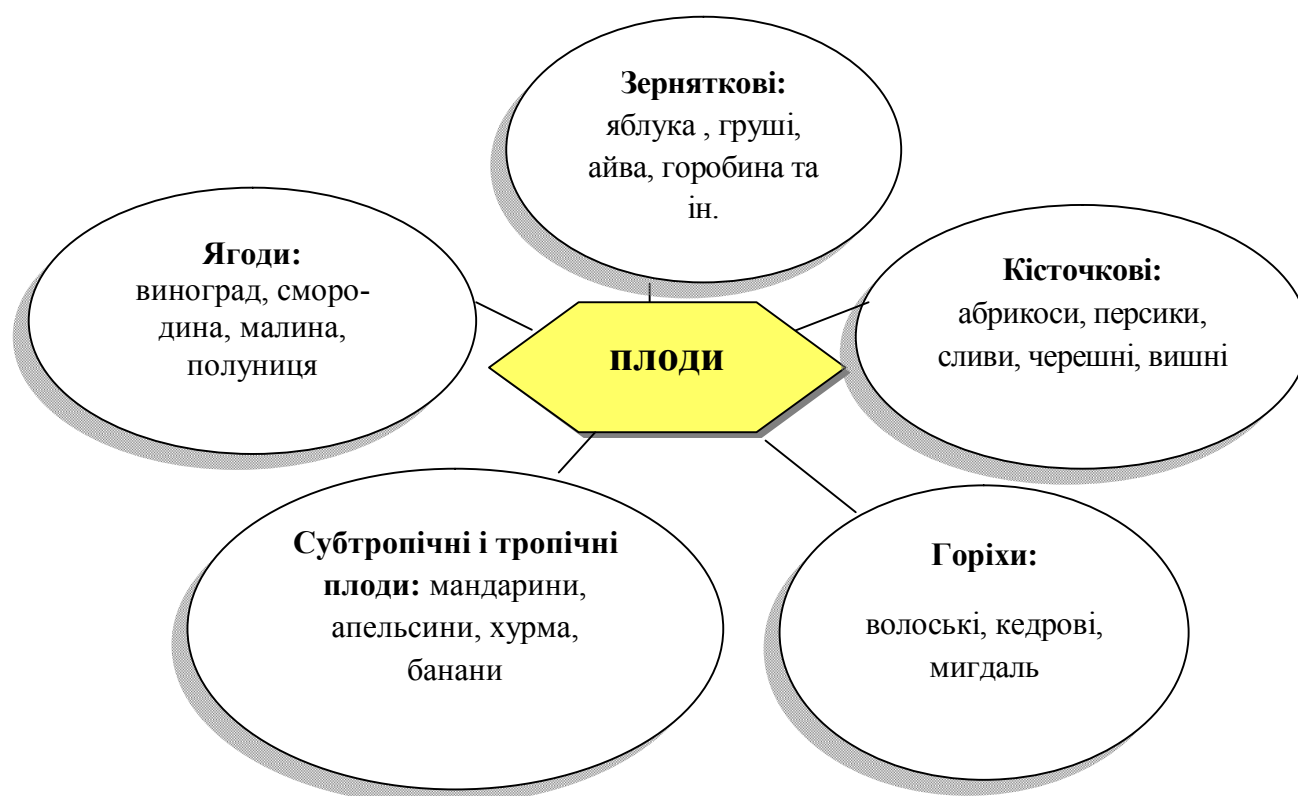 Зерняткові:
яблука , груші,
айва, горобина та
ін.
Ягоди:
виноград, сморо-
дина, малина,
полуниця
Кісточкові:
абрикоси, персики,
сливи, черешні, вишні
плоди
Субтропічні і тропічні
плоди: мандарини,
апельсини, хурма,
банани
Горіхи:
волоські, кедрові,
мигдаль